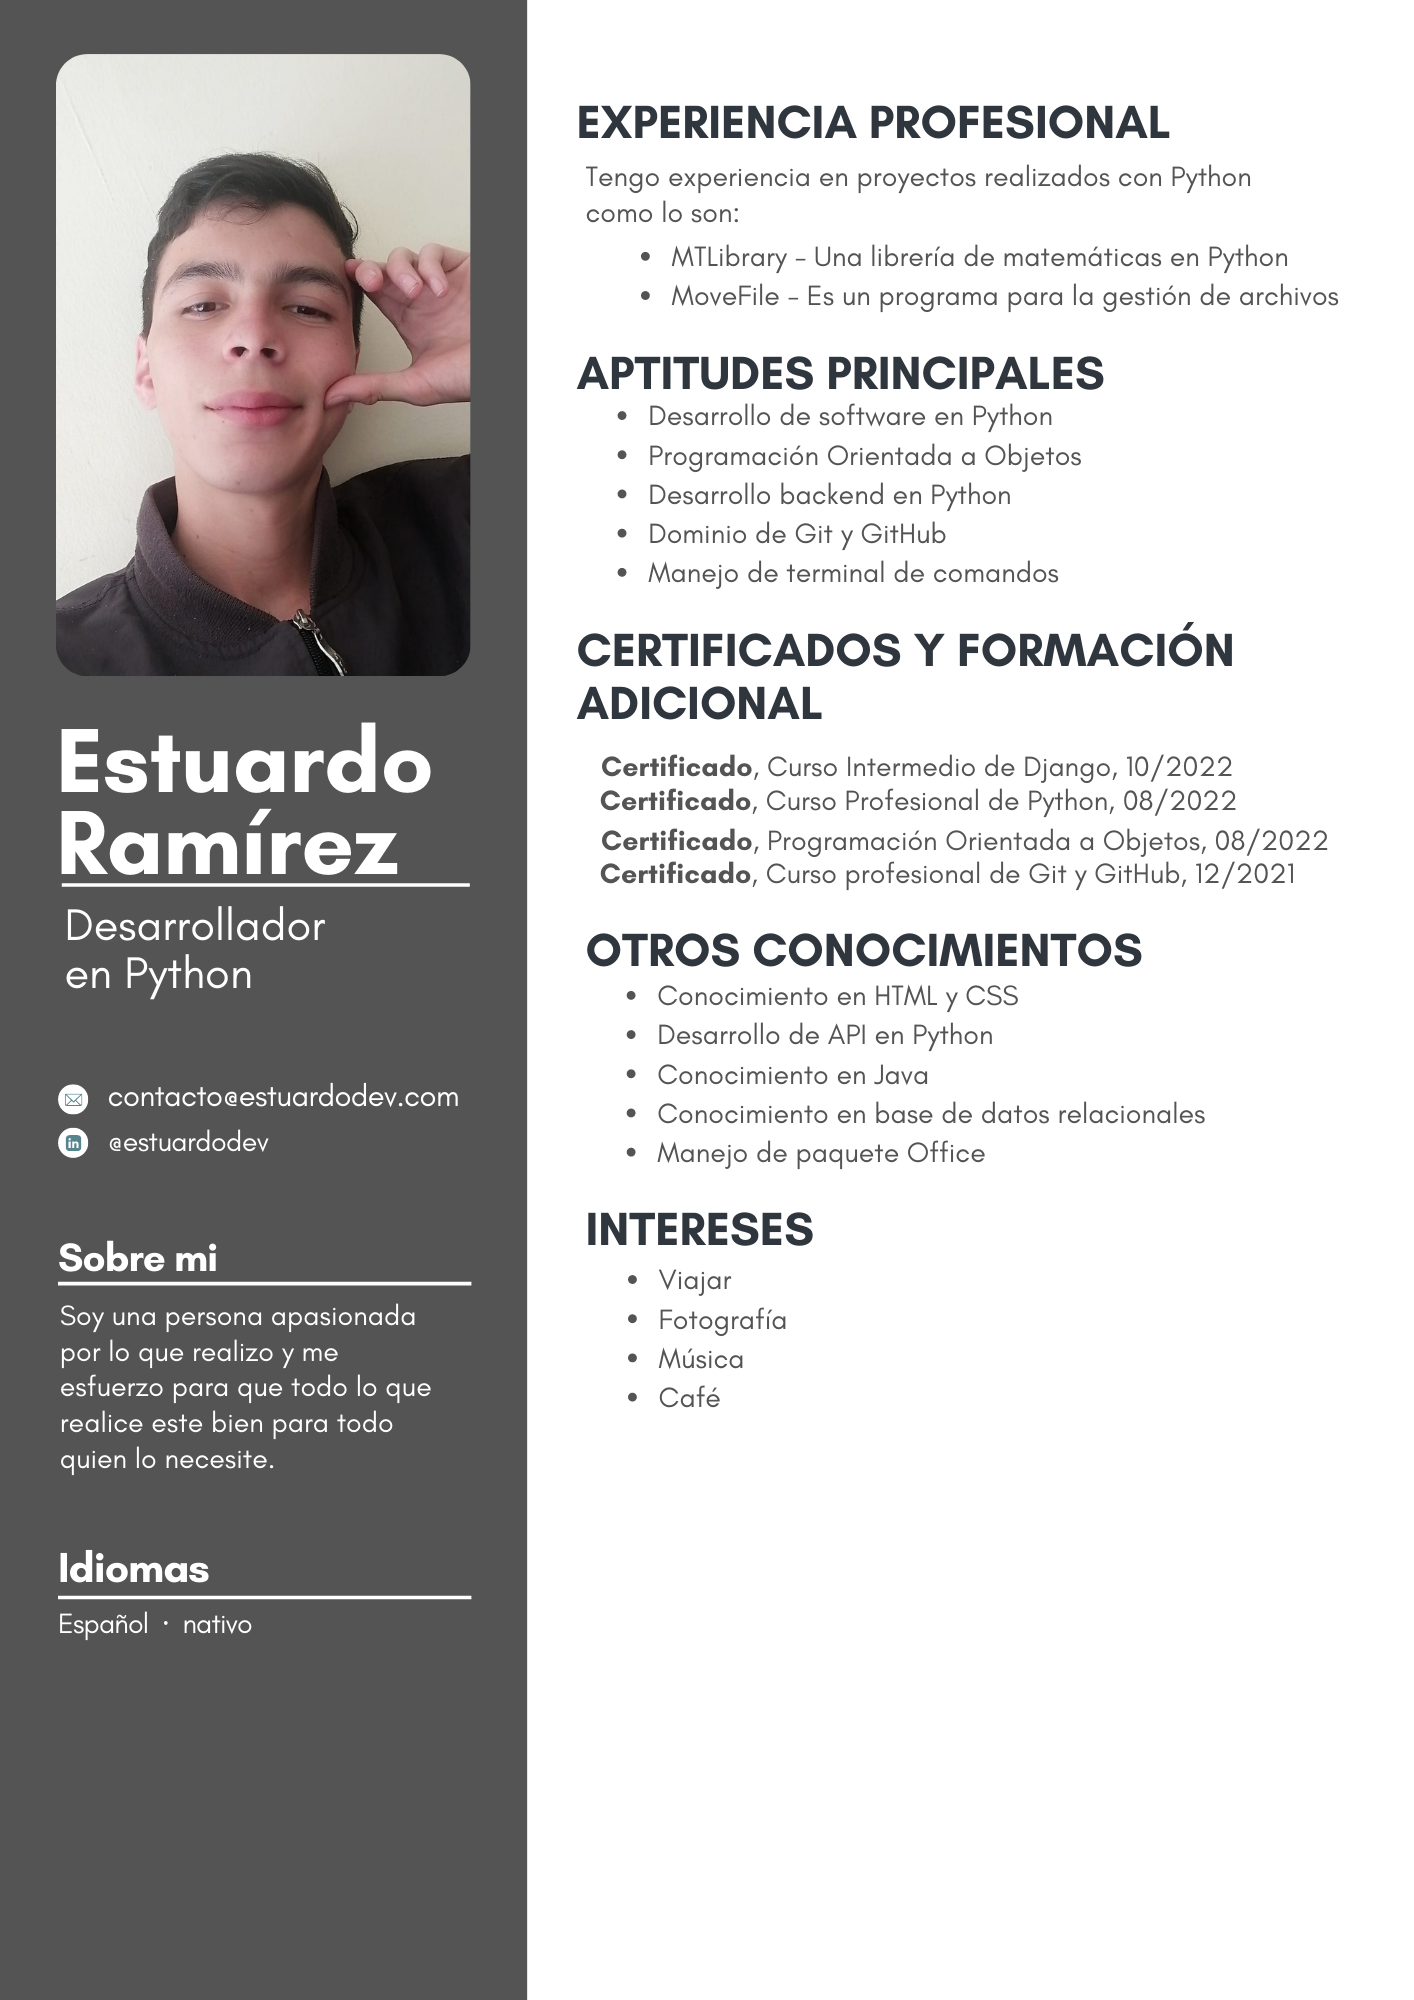 Estuardo
Ramírez
Desarrollador
en Python
contacto@estuardodev.com
in
@estuardodev
Sobre mi
Soy una persona apasionada
por lo que realizo y me
esfuerzo para que todo lo que
realice este bien para todo
quien lo necesite.
Idiomas
Español · nativo
EXPERIENCIA PROFESIONAL
Tengo experiencia en proyectos realizados con Python
como lo son:
• MTLibrary - Una librería de matemáticas en Python
• MoveFile - Es un programa para la gestión de archivos
APTITUDES PRINCIPALES
• Desarrollo de software en Python
• Programación Orientada a Objetos
• Desarrollo backend en Python
• Dominio de Git y GitHub
• Manejo de terminal de comandos
CERTIFICADOS Y FORMACIÓN
ADICIONAL
Certificado, Curso Intermedio de Django, 10/2022
Certificado, Curso Profesional de Python, 08/2022
Certificado, Programación Orientada a Objetos, 08/2022
Certificado, Curso profesional de Git y GitHub, 12/2021
OTROS CONOCIMIENTOS
• Conocimiento en HTML y CSS
• Desarrollo de API en Python
• Conocimiento en Java
• Conocimiento en base de datos relacionales
• Manejo de paquete Office
INTERESES
• Viajar
• Fotografía
• Música
• Café